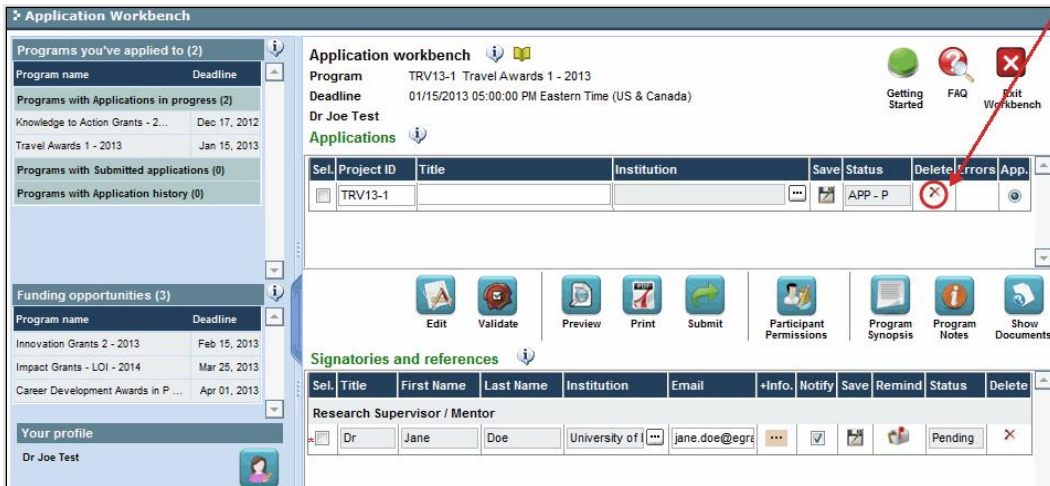 Application Workbench
Programs you've applied to (2)
Program name Deadline
Programs with Applications in progress (2)
Knowledge to Action Grants - 2... Dec 17, 2012
Travel Awards 1 - 2013 Jan 15, 2013
Programs with Submitted applications (0)
Programs with Application history (0)
Funding opportunities (3)
Program name Deadline
Innovation Grants 2 - 2013 Feb 15, 2013
Impact Grants - LOI - 2014 Mar 25, 2013
Career Development Awards in P ... Apr 01, 2013
Your profile
Dr Joe Test
Application workbench
Program TRV13-1 Travel Awards 1 - 2013
Deadline 01/15/2013 05:00:00 PM Eastern Time (US & Canada)
Dr Joe Test
Getting Started
FAQ
Exit Workbench
Applications
Sel. Project ID Title Institution Save Status Delete Errors App.
TRV13-1 ... APP - P
Edit Validate Preview Print Submit Participant Permissions Program Synopsis Program Notes Show Documents
Signatories and references
Sel. Title First Name Last Name Institution Email +Info. Notify Save Remind Status Delete
Research Supervisor / Mentor
Dr Jane Doe University of ... jane.doe@egra ... Pending